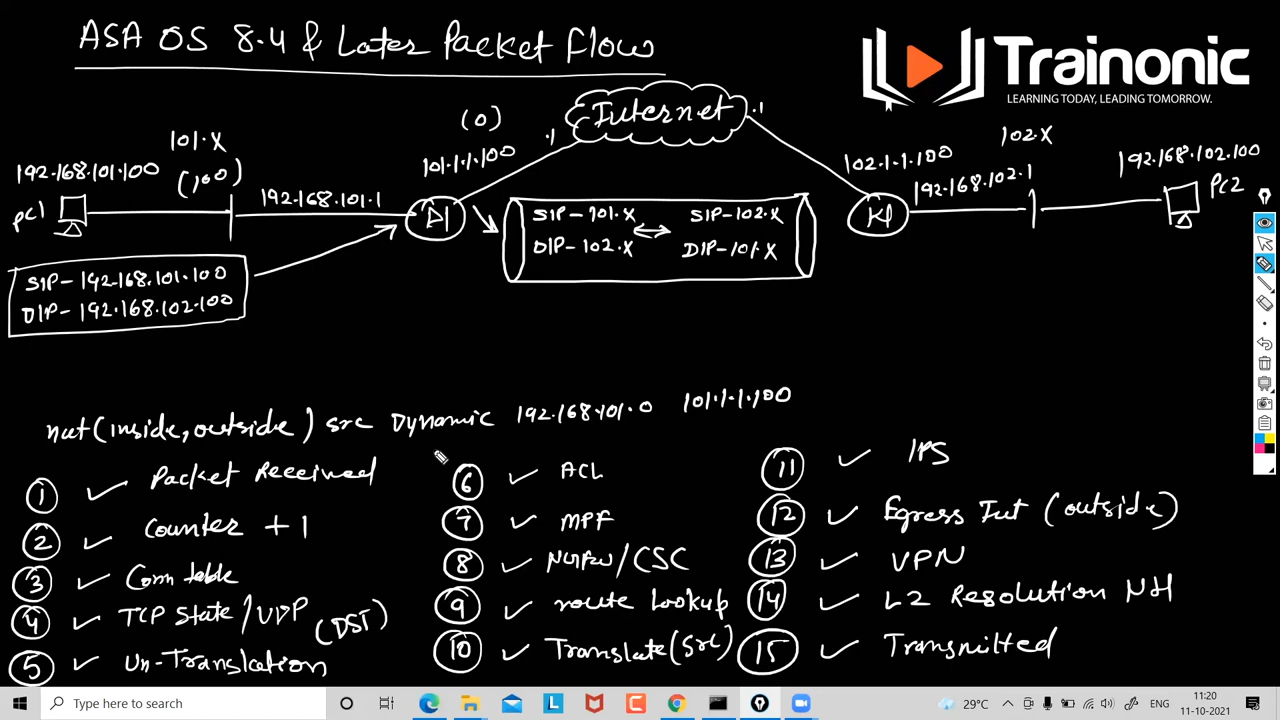 ASA OS 8.4 & Later Packet Flow
Trainonic
LEARNING TODAY, LEADING TOMORROW.
Internet
(0)
.1
.1
101.X
(100)
192.168.101.100
PC1
192.168.101.1
101.1.1.100
102.1.1.100
192.168.102.1
102.X
192.168.102.100
PC2
SIP-101.X
DIP-102.X
SIP-102.X
DIP-101.X
SIP-192.168.101.100
DIP-192.168.102.100
nat(inside,outside) src Dynamic 192.168.101.0 101.1.1.100
1 Packet Received
2 Counter +1
3 Conn table
4 TCP State/UDP
(DST)
5 Un-Translation
6 ACL
7 MPF
8 /CSC
9 route Lookup
10 Translate(Src)
11 IPS
12 Egress Int (outside)
13 VPN
14 L2 Resolution NH
15 Transmitted
Type here to search
29°C
ENG
11:20
11-10-2021